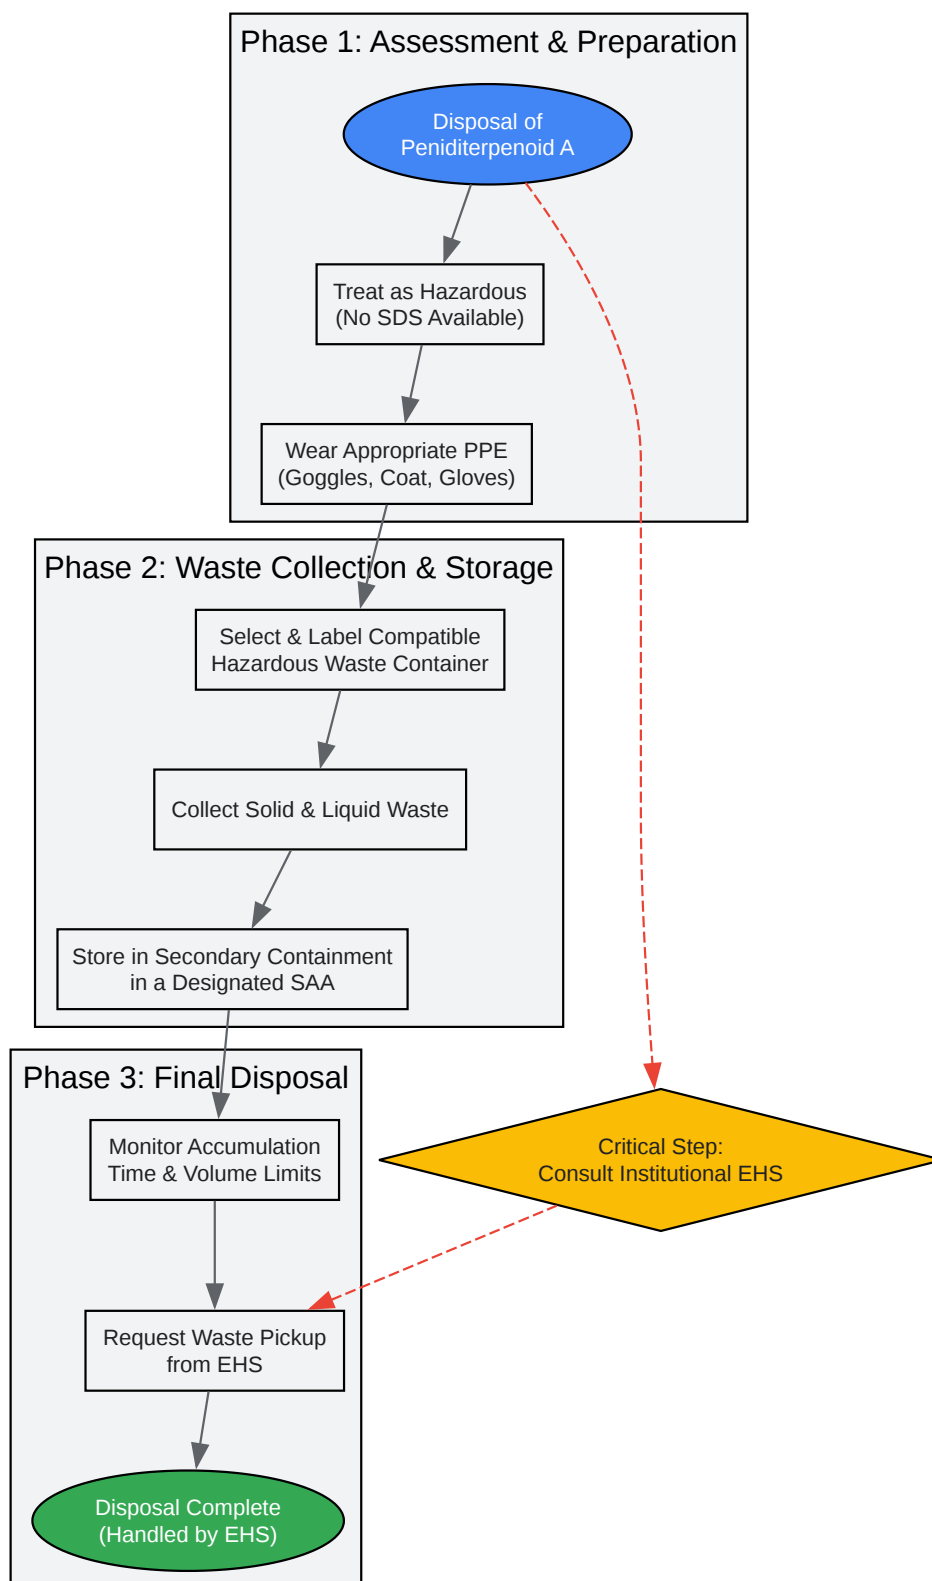 Phase 1: Assessment & Preparation
Disposal of
Peniditerpenoid A
Treat as Hazardous
(No SDS Available)
Wear Appropriate PPE
(Goggles, Coat, Gloves)
Phase 2: Waste Collection & Storage
Select & Label Compatible
Hazardous Waste Container
Collect Solid & Liquid Waste
Store in Secondary Containment
in a Designated SAA
Phase 3: Final Disposal
Monitor Accumulation
Time & Volume Limits
Critical Step:
Consult Institutional EHS
Request Waste Pickup
from EHS
Disposal Complete
(Handled by EHS)